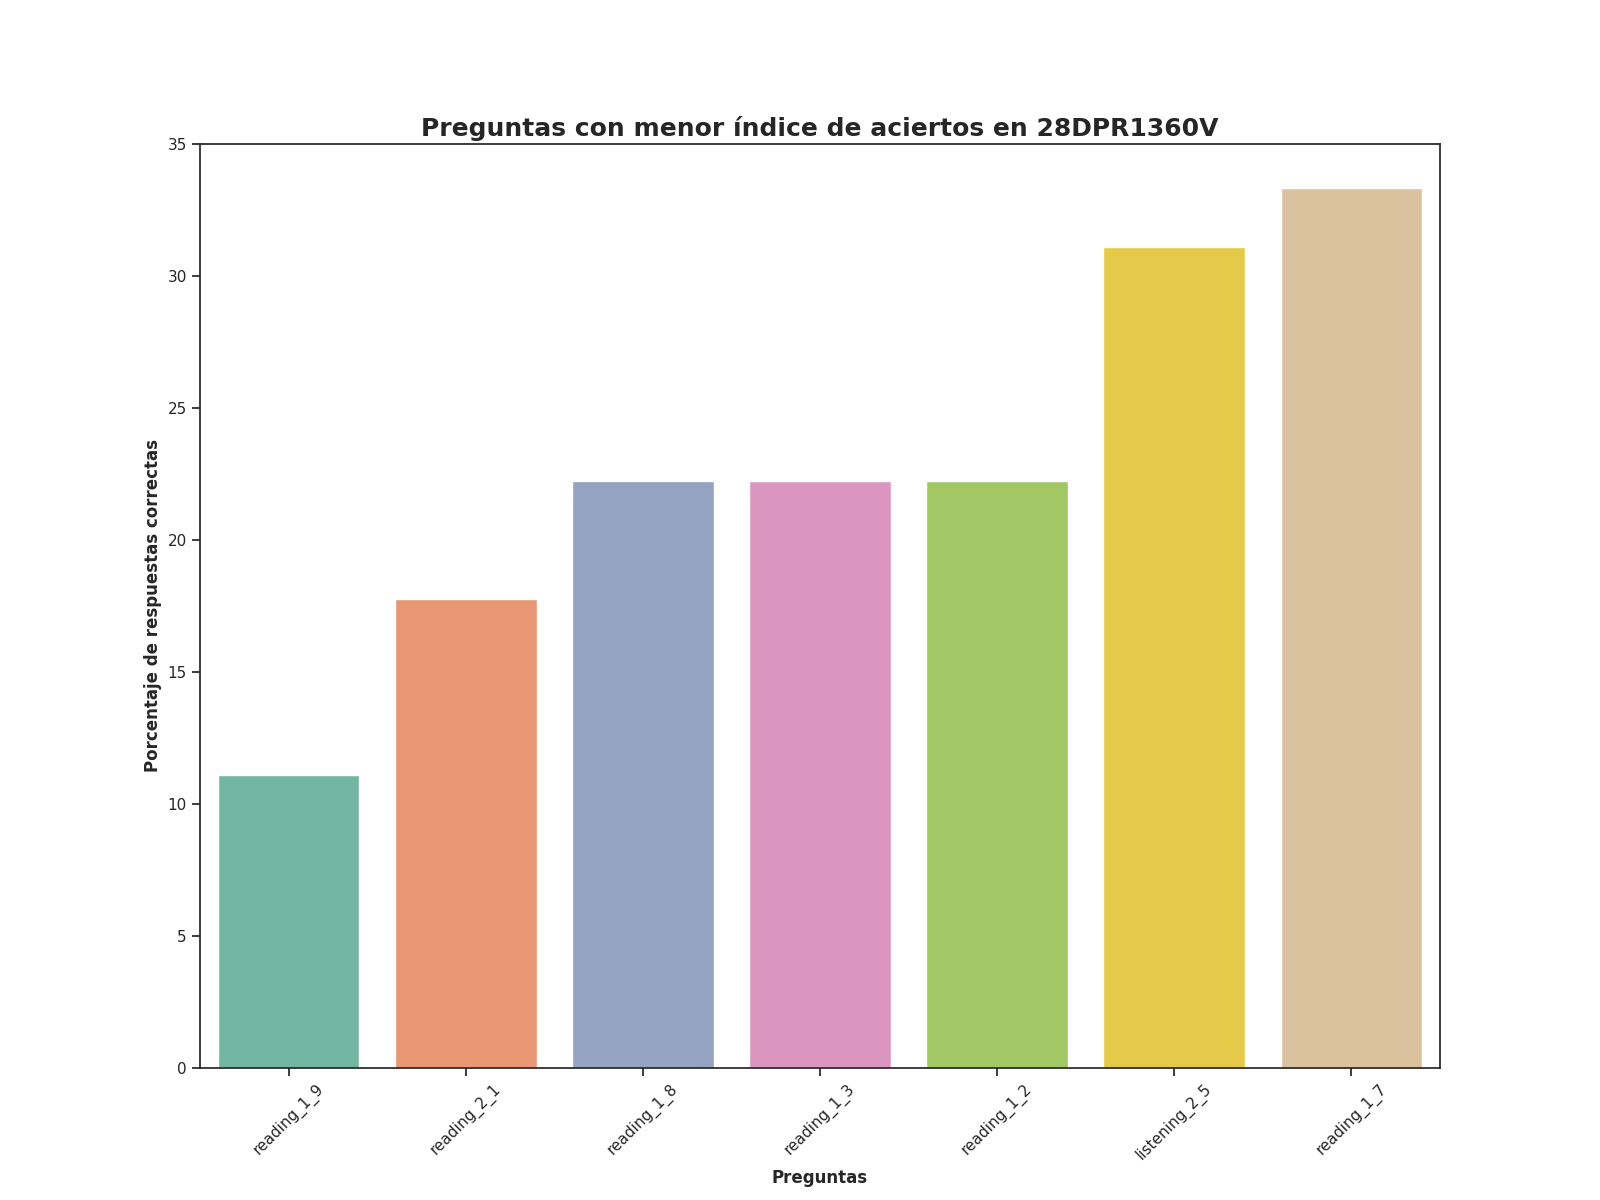 Preguntas con menor índice de aciertos en 28DPR1360V
Porcentaje de respuestas correctas
35
30
25
20
15
10
5
0
reading_1_9
reading_2_1
reading_1_8
reading_1_3
reading_1_2
listening_2_5
reading_1_7
Preguntas